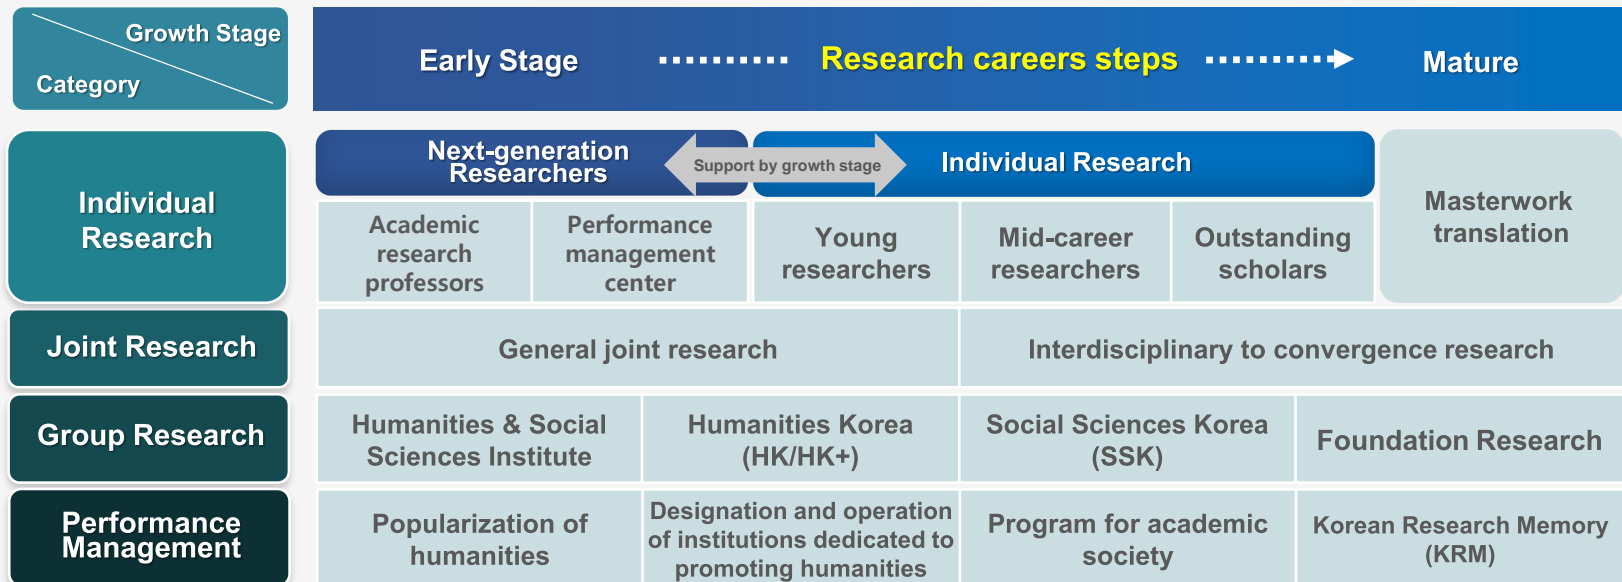 Growth Stage
Category
Early Stage
Research careers steps
Mature
Individual
Research
Next-generation
Researchers
Support by growth stage
Individual Research
Academic
research
professors
Performance
management
center
Young
researchers
Mid-career
researchers
Outstanding
scholars
Masterwork
translation
Joint Research
General joint research
Interdisciplinary to convergence research
Group Research
Humanities & Social
Sciences Institute
Humanities Korea
(HK/HK+)
Social Sciences Korea
(SSK)
Foundation Research
Performance
Management
Popularization of
humanities
Designation and operation
of institutions dedicated to
promoting humanities
Program for academic
society
Korean Research Memory
(KRM)